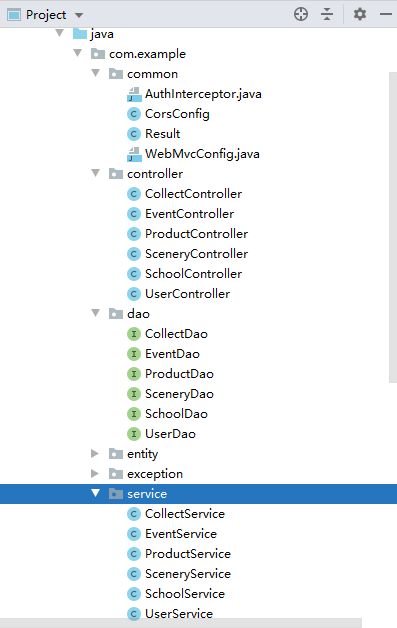 Project
java
com.example
common
AuthInterceptor.java
CorsConfig
Result
WebMvcConfig.java
controller
CollectController
EventController
ProductController
SceneryController
SchoolController
UserController
dao
CollectDao
EventDao
ProductDao
SceneryDao
SchoolDao
UserDao
entity
exception
service
CollectService
EventService
ProductService
SceneryService
SchoolService
UserService